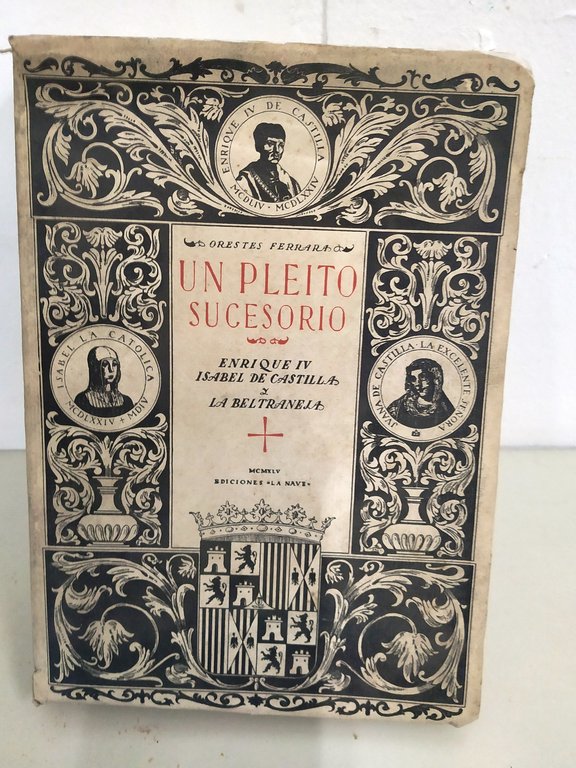 ENRIQUE IV DE CASTILLA
MCDLIV · MCDLXXIV
ORESTES FERRARA
UN PLEITO
SUCESORIO
ISABEL LA CATOLICA
MCDLXXIV + MDIV
JUANA DE CASTILLA · LA EXCELENTE SEÑORA
ENRIQUE IV
ISABEL DE CASTILLA
Y
LA BELTRANEJA
MCMXLV
EDICIONES "LA NAVE"